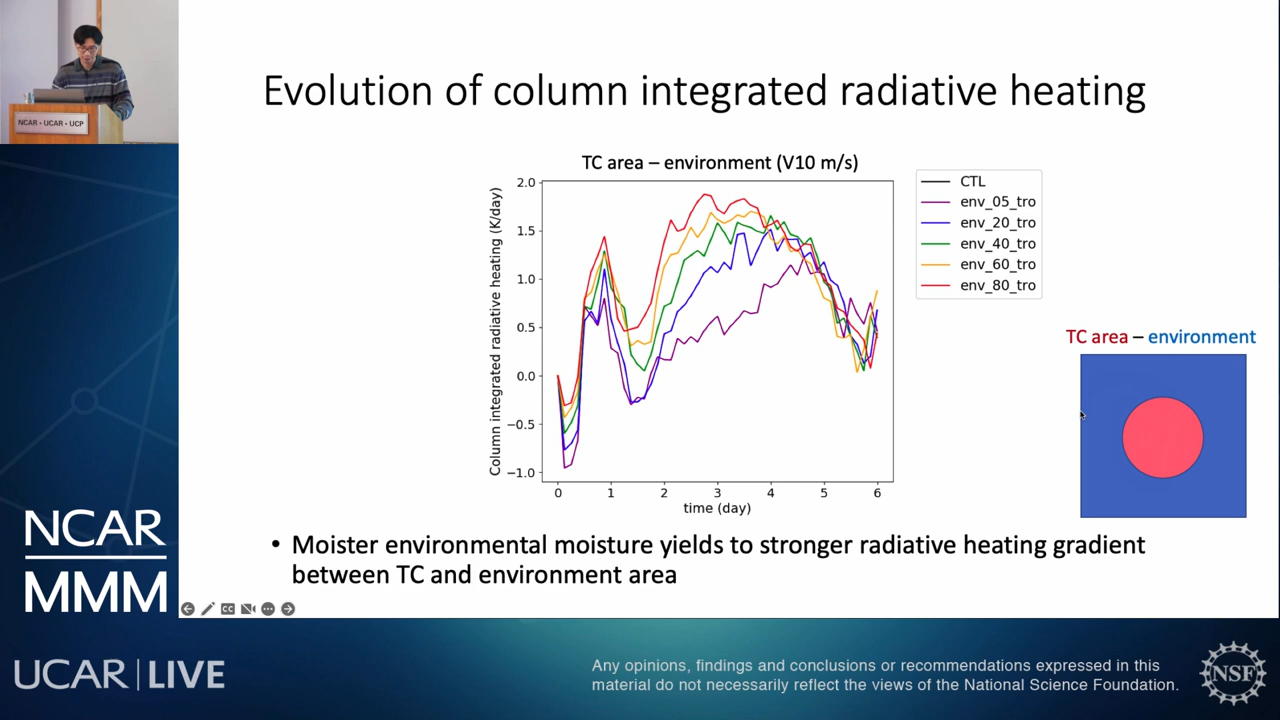 NCAR • UCAR • UCP
Evolution of column integrated radiative heating
TC area – environment (V10 m/s)
Column integrated radiative heating (K/day)
2.0
1.5
1.0
0.5
0.0
−0.5
−1.0
0 1 2 3 4 5 6
time (day)
CTL
env_05_tro
env_20_tro
env_40_tro
env_60_tro
env_80_tro
TC area – environment
• Moister environmental moisture yields to stronger radiative heating gradient
between TC and environment area
CC
NCAR
MMM
UCAR | LIVE
Any opinions, findings and conclusions or recommendations expressed in this
material do not necessarily reflect the views of the National Science Foundation.
NSF